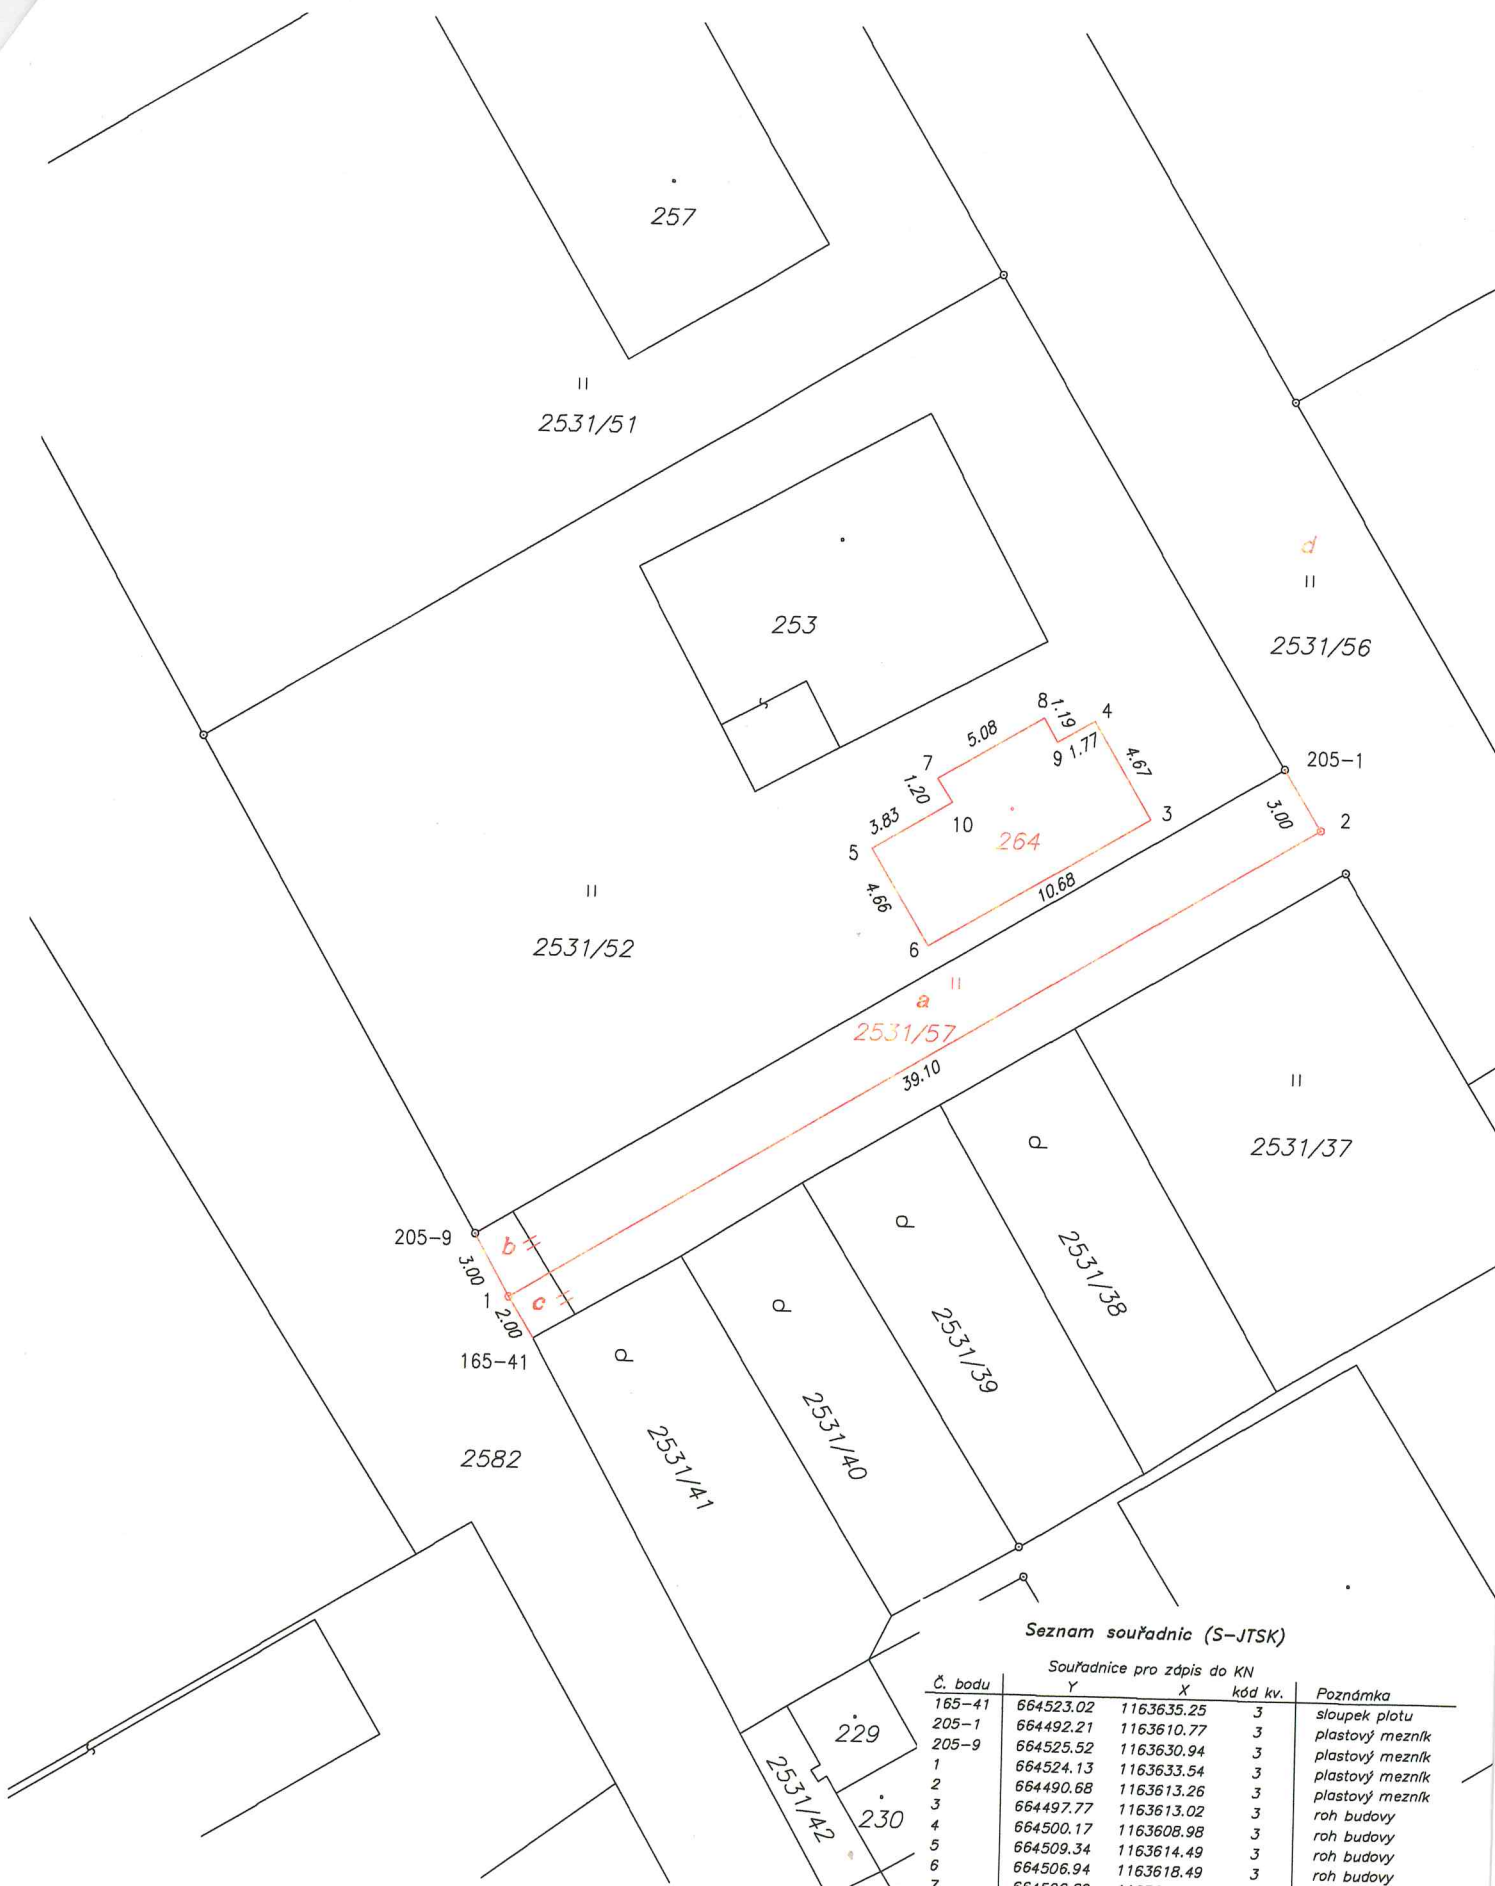 257
2531/51
253
d
2531/56
8
1.19
4
5.08
9
1.77
4.67
7
1.20
205-1
3.00
2
3
3.83
10
5
264
4.66
10.68
6
2531/52
a
2531/57
39.10
2531/37
205-9
b
3.00
1
c
2.00
165-41
2531/38
2531/39
2531/40
2531/41
2582
229
2531/42
230
Seznam souřadnic (S-JTSK)
Souřadnice pro zápis do KN
Č. bodu Y X kód kv. Poznámka
165-41 664523.02 1163635.25 3 sloupek plotu
205-1 664492.21 1163610.77 3 plastový mezník
205-9 664525.52 1163630.94 3 plastový mezník
1 664524.13 1163633.54 3 plastový mezník
2 664490.68 1163613.26 3 plastový mezník
3 664497.77 1163613.02 3 roh budovy
4 664500.17 1163608.98 3 roh budovy
5 664509.34 1163614.49 3 roh budovy
6 664506.94 1163618.49 3 roh budovy